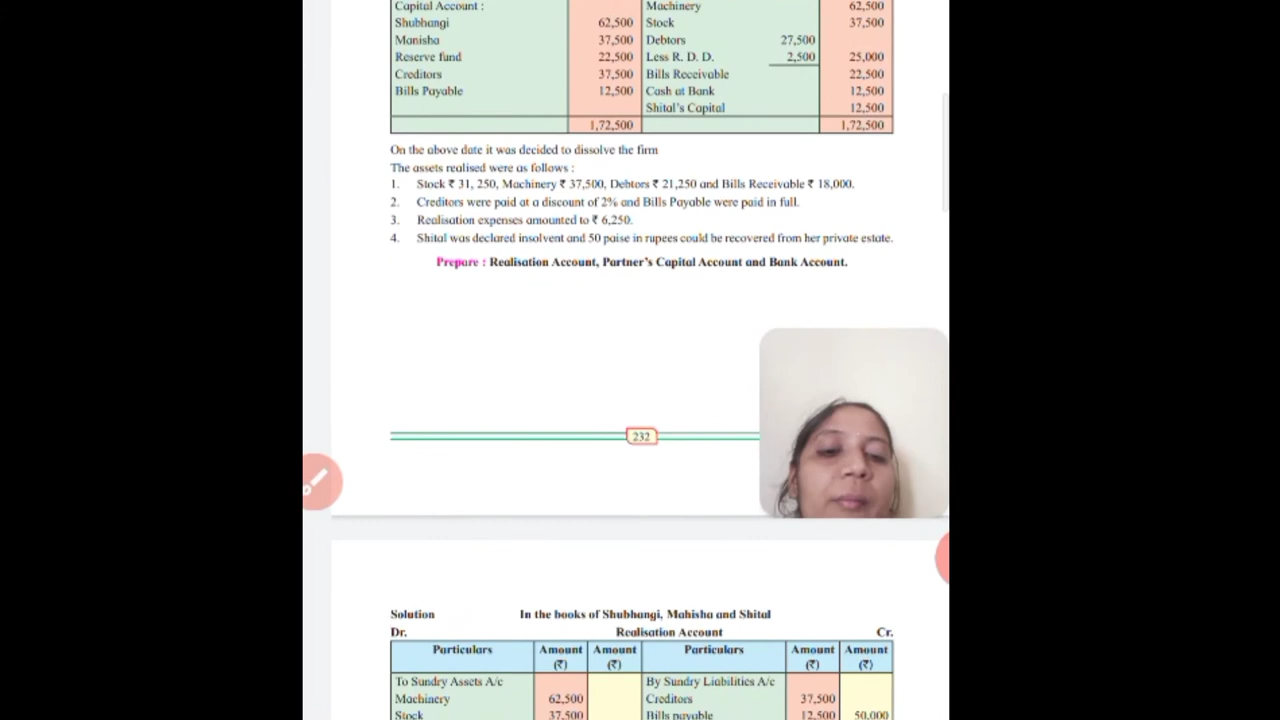 Capital Account : Machinery 62,500
Shubhangi 62,500 Stock 37,500
Manisha 37,500 Debtors 27,500
Reserve fund 22,500 Less R. D. D. 2,500 25,000
Creditors 37,500 Bills Receivable 22,500
Bills Payable 12,500 Cash at Bank 12,500
Shital's Capital 12,500
1,72,500 1,72,500
On the above date it was decided to dissolve the firm
The assets realised were as follows :
1. Stock ₹ 31, 250, Machinery ₹ 37,500, Debtors ₹ 21,250 and Bills Receivable ₹ 18,000.
2. Creditors were paid at a discount of 2% and Bills Payable were paid in full.
3. Realisation expenses amounted to ₹ 6,250.
4. Shital was declared insolvent and 50 paise in rupees could be recovered from her private estate.
Prepare : Realisation Account, Partner's Capital Account and Bank Account.
232
Solution In the books of Shubhangi, Mahisha and Shital
Dr. Realisation Account Cr.
Particulars Amount Amount Particulars Amount Amount
(₹) (₹) (₹) (₹)
To Sundry Assets A/c By Sundry Liabilities A/c
Machinery 62,500 Creditors 37,500
Stock 37,500 Bills payable 12,500 50,000